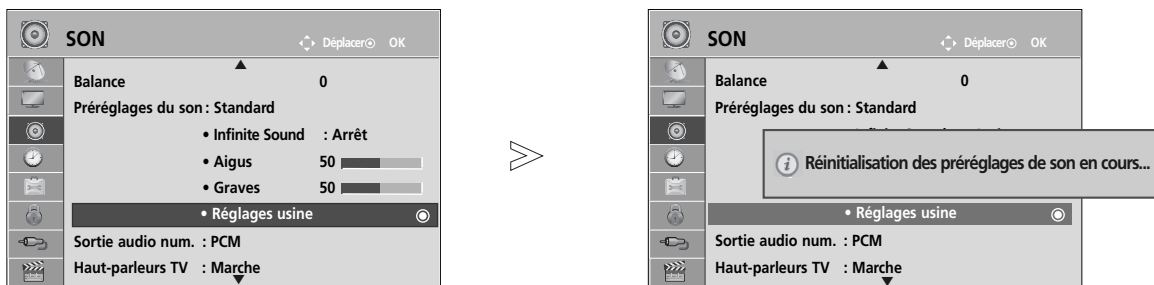 SON Déplacer OK
Balance 0
Préréglages du son : Standard
• Infinite Sound : Arrêt
• Aigus 50
• Graves 50
• Réglages usine
Sortie audio num. : PCM
Haut-parleurs TV : Marche
SON Déplacer OK
Balance 0
Préréglages du son : Standard
Réinitialisation des préréglages de son en cours...
• Réglages usine
Sortie audio num. : PCM
Haut-parleurs TV : Marche